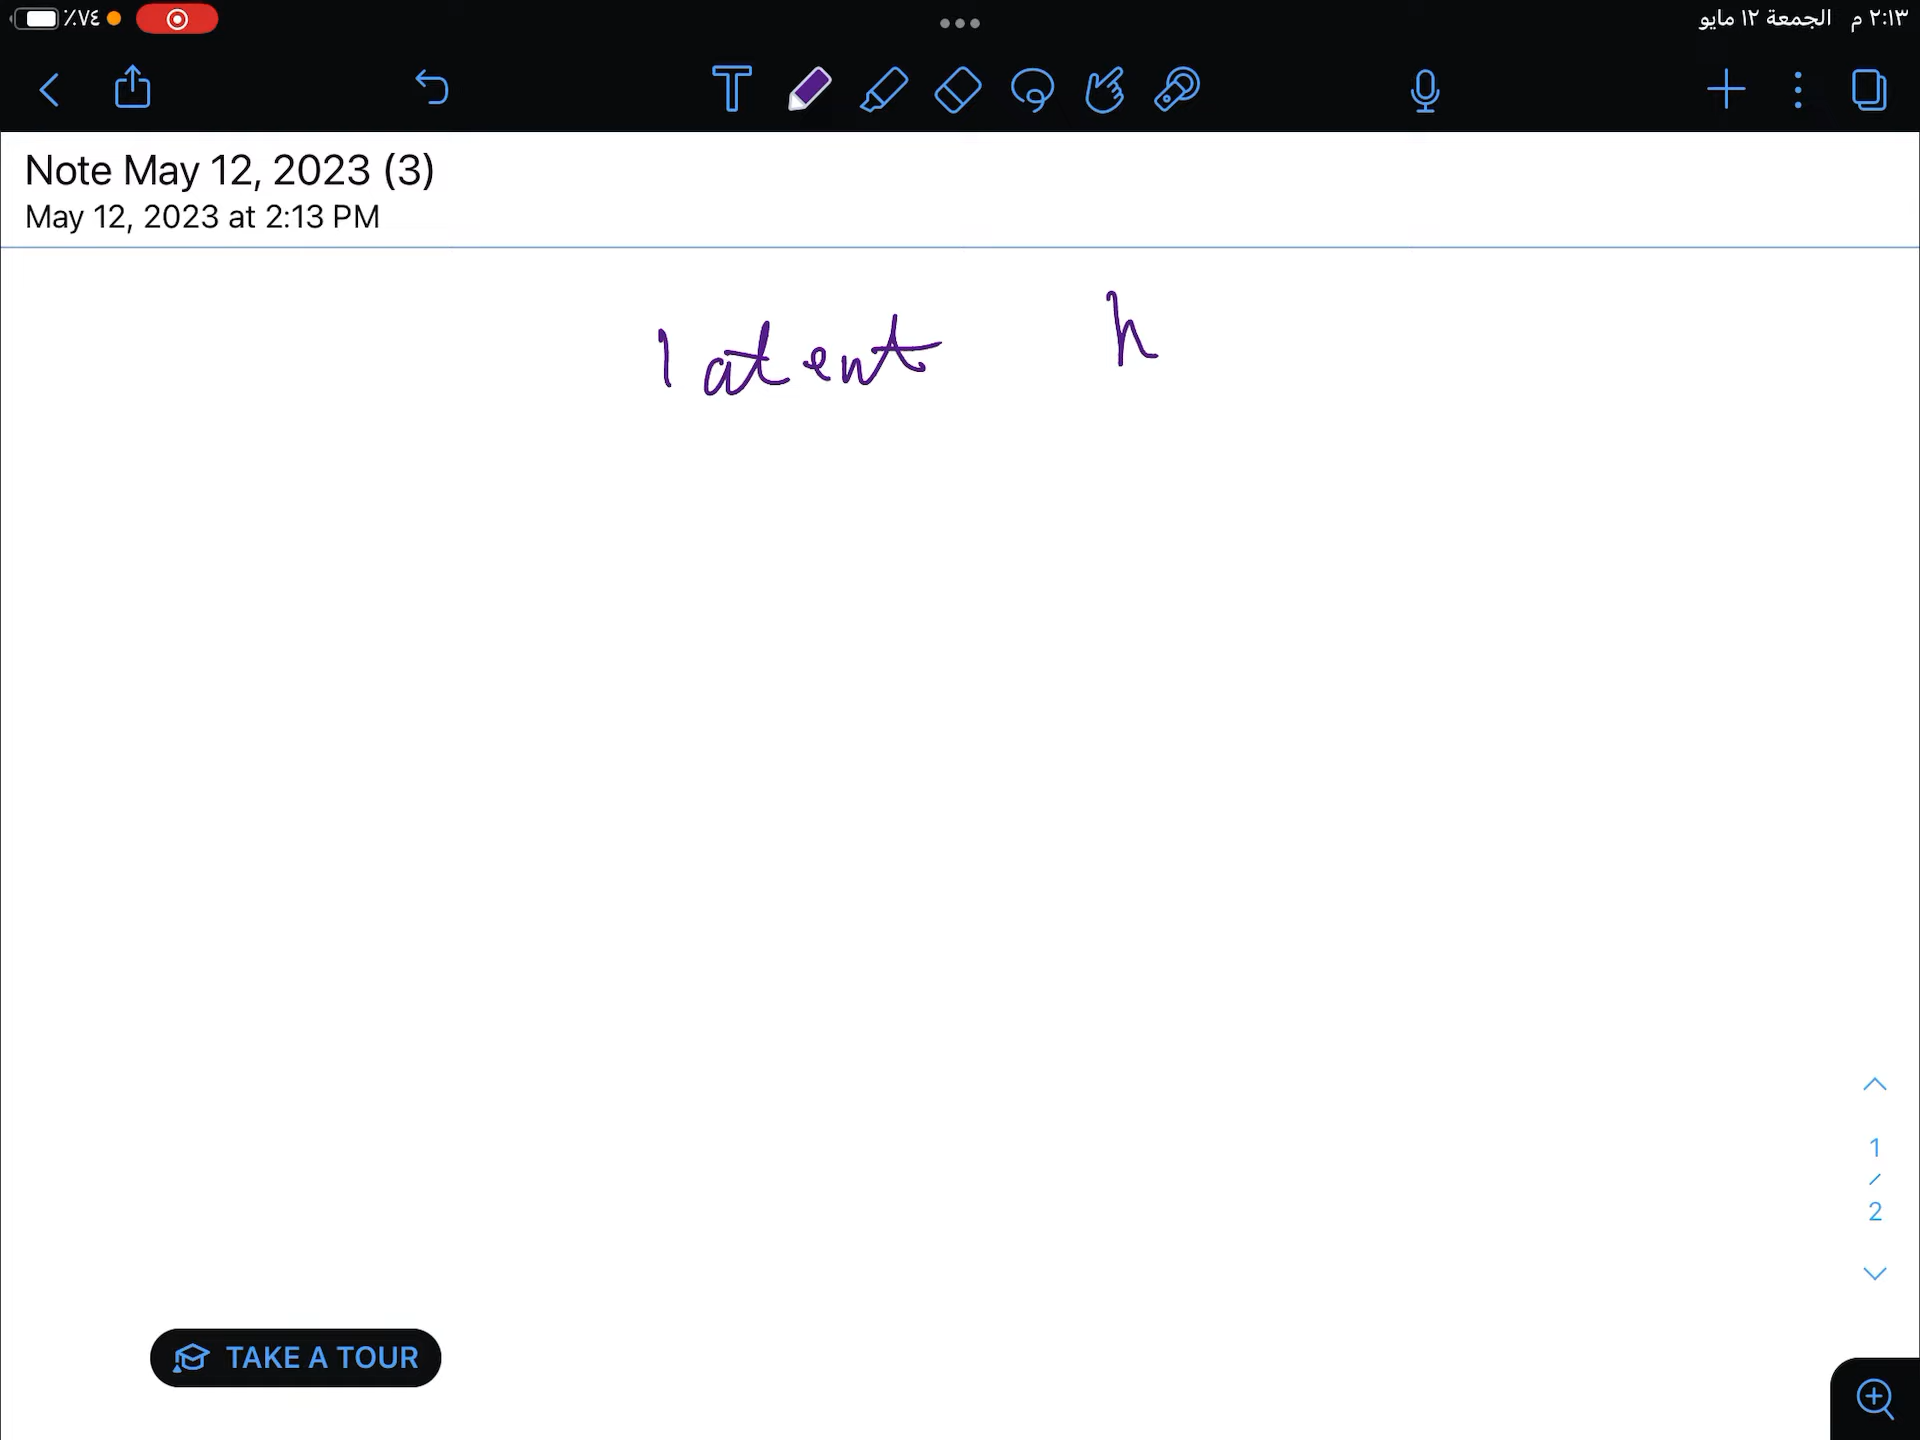 ٪٧٤
٢:١٣ م الجمعة ١٢ مايو
Note May 12, 2023 (3)
May 12, 2023 at 2:13 PM
latent h
1
/
2
TAKE A TOUR